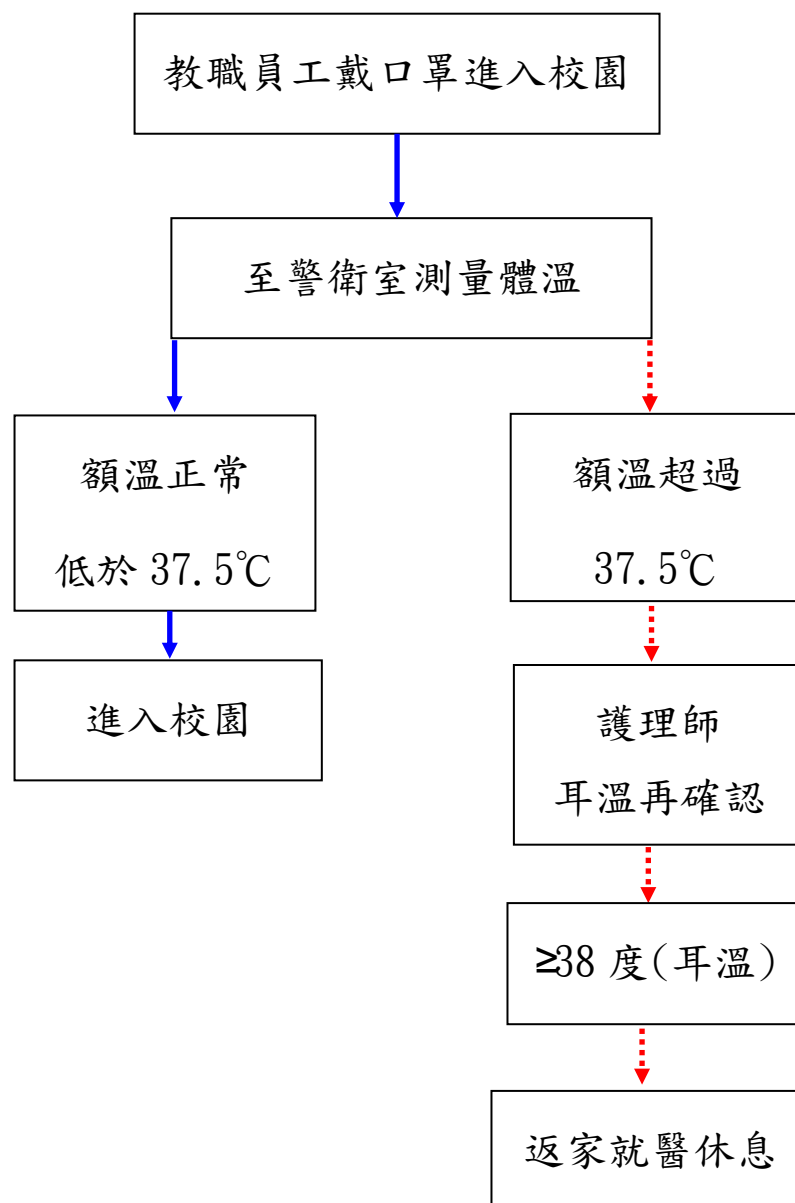 教職員工戴口罩進入校園
至警衛室測量體溫
額溫正常
低於 37.5℃
進入校園
額溫超過
37.5℃
護理師
耳溫再確認
≥38 度(耳溫)
返家就醫休息